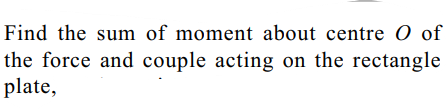 Find the sum of moment about centre O of
the force and couple acting on the rectangle
plate,